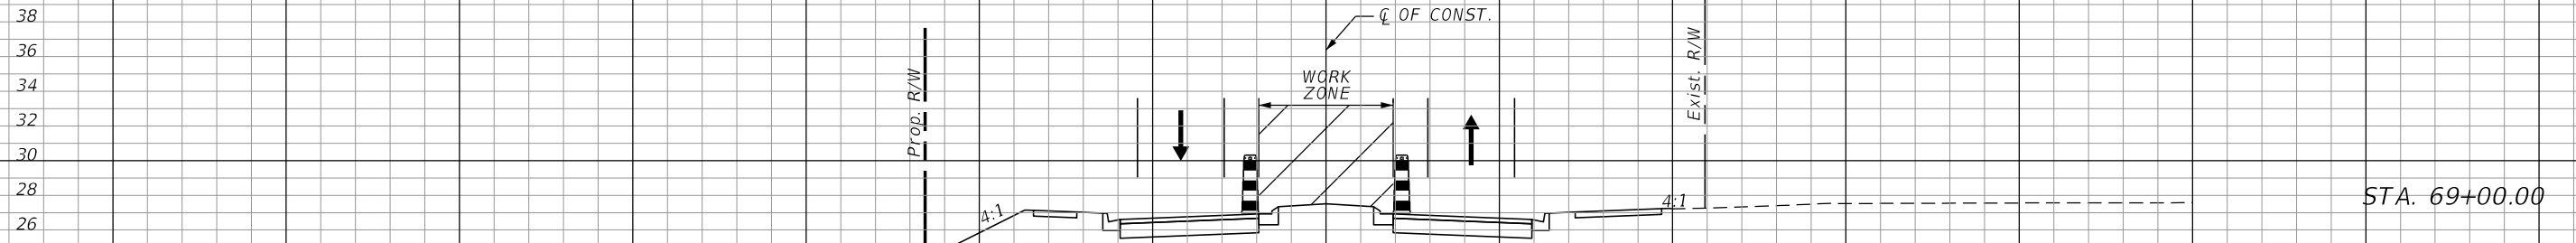 38
36
34
32
30
28
26
Prop. R/W
4:1
℄ OF CONST.
WORK
ZONE
Exist. R/W
4:1
STA. 69+00.00